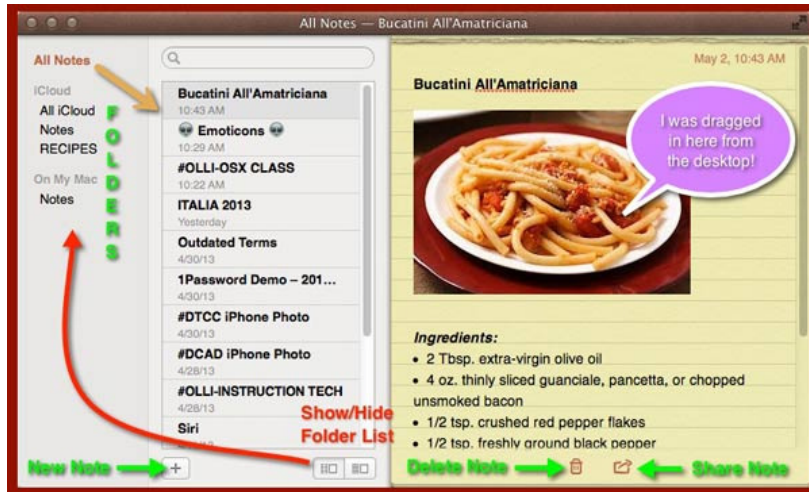 All Notes — Bucatini All'Amatriciana
All Notes
iCloud
All iCloud
Notes
RECIPES
On My Mac
Notes
FOLDERS
Bucatini All'Amatriciana
10:43 AM
Emoticons
10:29 AM
#OLLI-OSX CLASS
10:22 AM
ITALIA 2013
Yesterday
Outdated Terms
4/30/13
1Password Demo – 201...
4/30/13
#DTCC iPhone Photo
4/30/13
#DCAD iPhone Photo
4/28/13
#OLLI-INSTRUCTION TECH
4/28/13
Siri
Show/Hide
Folder List
New Note
May 2, 10:43 AM
Bucatini All'Amatriciana
I was dragged
in here from
the desktop!
Ingredients:
• 2 Tbsp. extra-virgin olive oil
• 4 oz. thinly sliced guanciale, pancetta, or chopped
unsmoked bacon
• 1/2 tsp. crushed red pepper flakes
• 1/2 tsp. freshly ground black pepper
Delete Note
Share Note